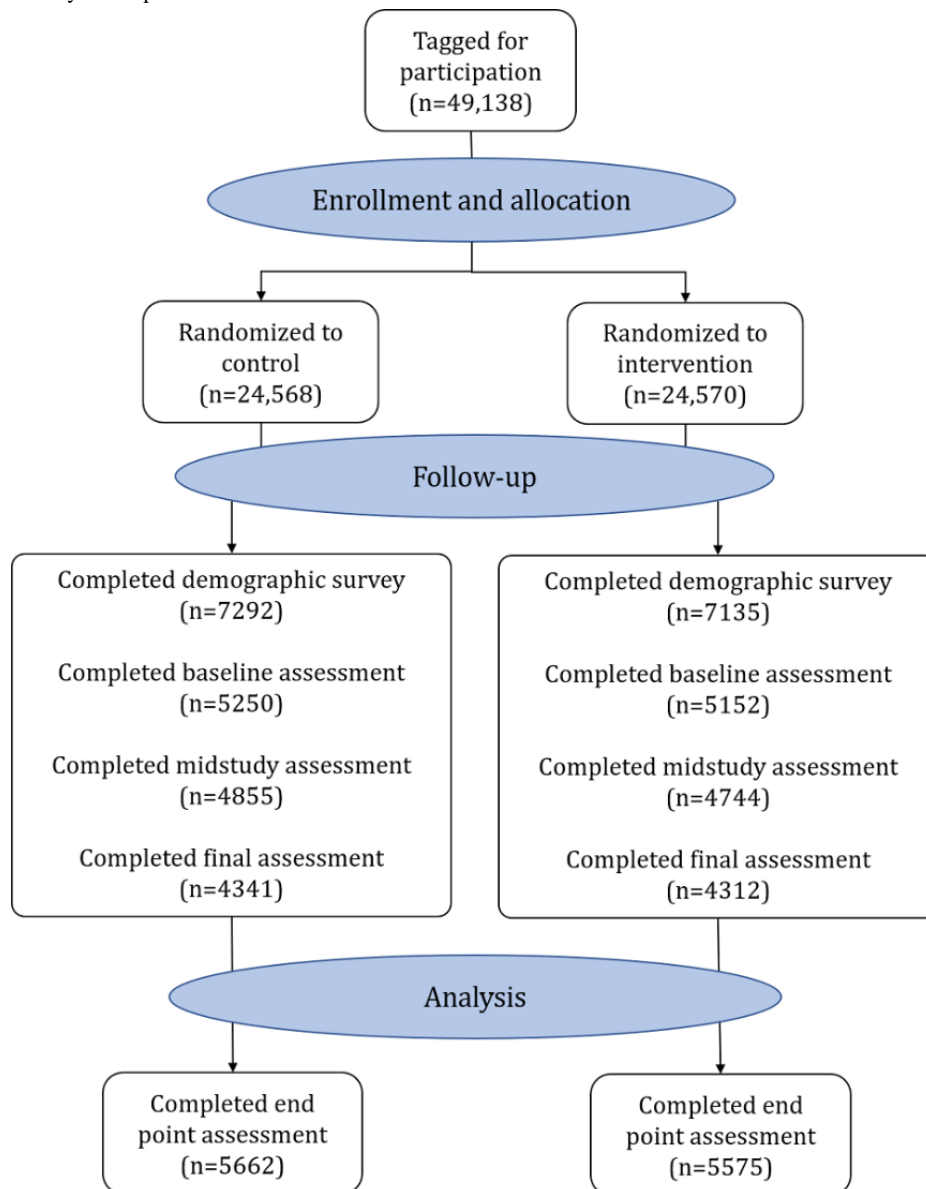 Tagged for
participation
(n=49,138)
Enrollment and allocation
Randomized to
control
(n=24,568)
Randomized to
intervention
(n=24,570)
Follow-up
Completed demographic survey
(n=7292)
Completed baseline assessment
(n=5250)
Completed midstudy assessment
(n=4855)
Completed final assessment
(n=4341)
Completed demographic survey
(n=7135)
Completed baseline assessment
(n=5152)
Completed midstudy assessment
(n=4744)
Completed final assessment
(n=4312)
Analysis
Completed end
point assessment
(n=5662)
Completed end
point assessment
(n=5575)